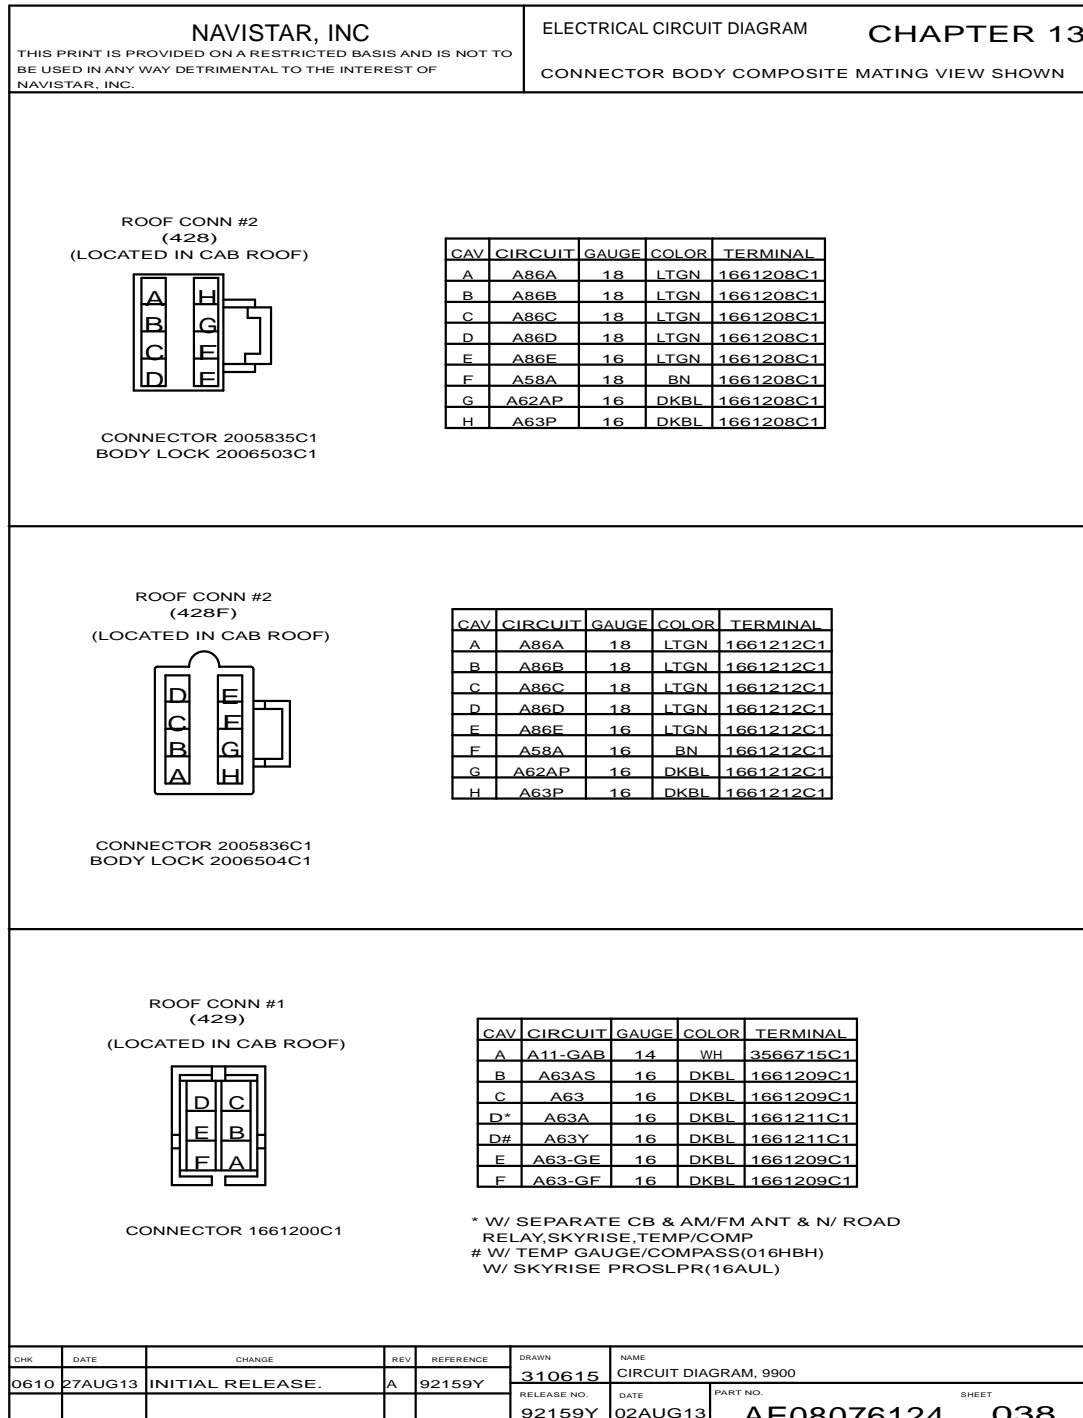 NAVISTAR, INC
THIS PRINT IS PROVIDED ON A RESTRICTED BASIS AND IS NOT TO
BE USED IN ANY WAY DETRIMENTAL TO THE INTEREST OF
NAVISTAR, INC.
ELECTRICAL CIRCUIT DIAGRAM CHAPTER 13
CONNECTOR BODY COMPOSITE MATING VIEW SHOWN
ROOF CONN #2
(428)
(LOCATED IN CAB ROOF)
A H
B G
C F
D E
CONNECTOR 2005835C1
BODY LOCK 2006503C1
CAV CIRCUIT GAUGE COLOR TERMINAL
A A86A 18 LTGN 1661208C1
B A86B 18 LTGN 1661208C1
C A86C 18 LTGN 1661208C1
D A86D 18 LTGN 1661208C1
E A86E 16 LTGN 1661208C1
F A58A 18 BN 1661208C1
G A62AP 16 DKBL 1661208C1
H A63P 16 DKBL 1661208C1
ROOF CONN #2
(428F)
(LOCATED IN CAB ROOF)
D E
C F
B G
A H
CONNECTOR 2005836C1
BODY LOCK 2006504C1
CAV CIRCUIT GAUGE COLOR TERMINAL
A A86A 18 LTGN 1661212C1
B A86B 18 LTGN 1661212C1
C A86C 18 LTGN 1661212C1
D A86D 18 LTGN 1661212C1
E A86E 16 LTGN 1661212C1
F A58A 16 BN 1661212C1
G A62AP 16 DKBL 1661212C1
H A63P 16 DKBL 1661212C1
ROOF CONN #1
(429)
(LOCATED IN CAB ROOF)
D C
E B
F A
CONNECTOR 1661200C1
CAV CIRCUIT GAUGE COLOR TERMINAL
A A11-GAB 14 WH 3566715C1
B A63AS 16 DKBL 1661209C1
C A63 16 DKBL 1661209C1
D* A63A 16 DKBL 1661211C1
D# A63Y 16 DKBL 1661211C1
E A63-GE 16 DKBL 1661209C1
F A63-GF 16 DKBL 1661209C1
* W/ SEPARATE CB & AM/FM ANT & N/ ROAD
RELAY,SKYRISE,TEMP/COMP
# W/ TEMP GAUGE/COMPASS(016HBH)
W/ SKYRISE PROSLPR(16AUL)
CHK DATE CHANGE REV REFERENCE
0610 27AUG13 INITIAL RELEASE. A 92159Y
DRAWN
310615
NAME
CIRCUIT DIAGRAM, 9900
RELEASE NO.
92159Y
DATE
02AUG13
PART NO.
AE08076124
SHEET
038